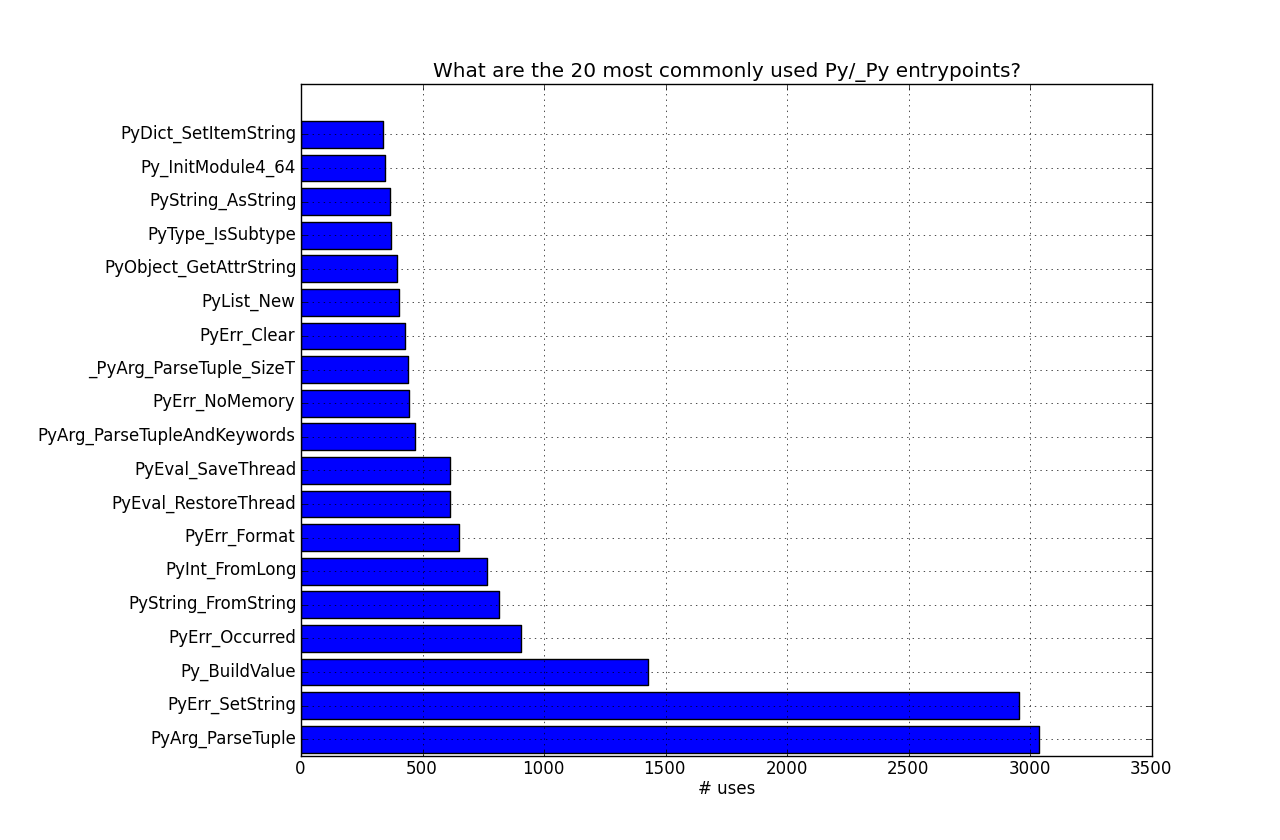 What are the 20 most commonly used Py/_Py entrypoints?
PyDict_SetItemString
Py_InitModule4_64
PyString_AsString
PyType_IsSubtype
PyObject_GetAttrString
PyList_New
PyErr_Clear
_PyArg_ParseTuple_SizeT
PyErr_NoMemory
PyArg_ParseTupleAndKeywords
PyEval_SaveThread
PyEval_RestoreThread
PyErr_Format
PyInt_FromLong
PyString_FromString
PyErr_Occurred
Py_BuildValue
PyErr_SetString
PyArg_ParseTuple
0 500 1000 1500 2000 2500 3000 3500
# uses